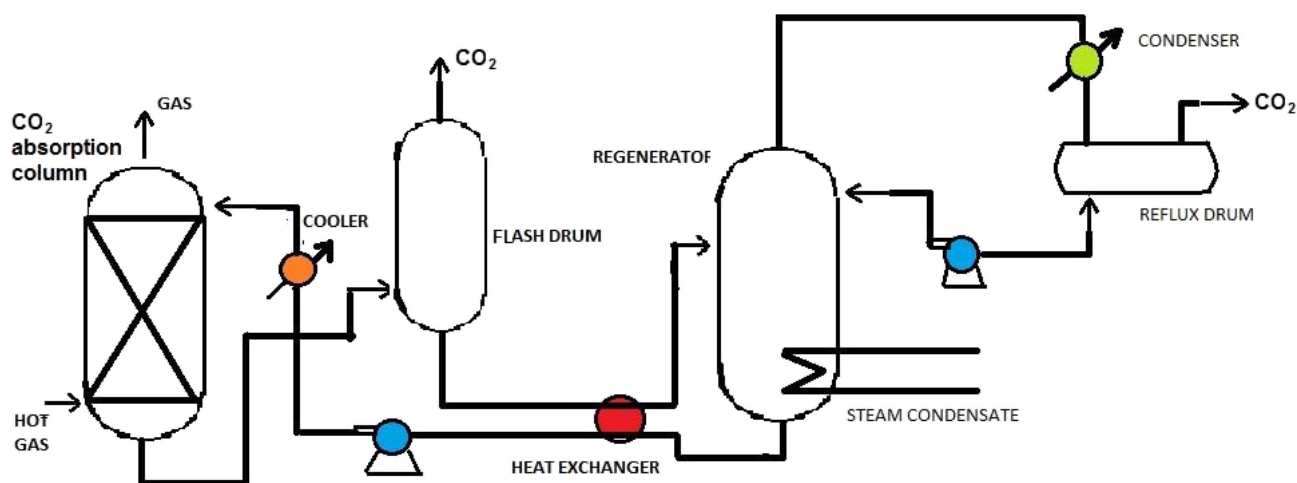 CO₂
absorption
column
GAS
HOT
GAS
COOLER
CO₂
FLASH DRUM
HEAT EXCHANGER
REGENERATOR
CONDENSER
CO₂
REFLUX DRUM
STEAM CONDENSATE